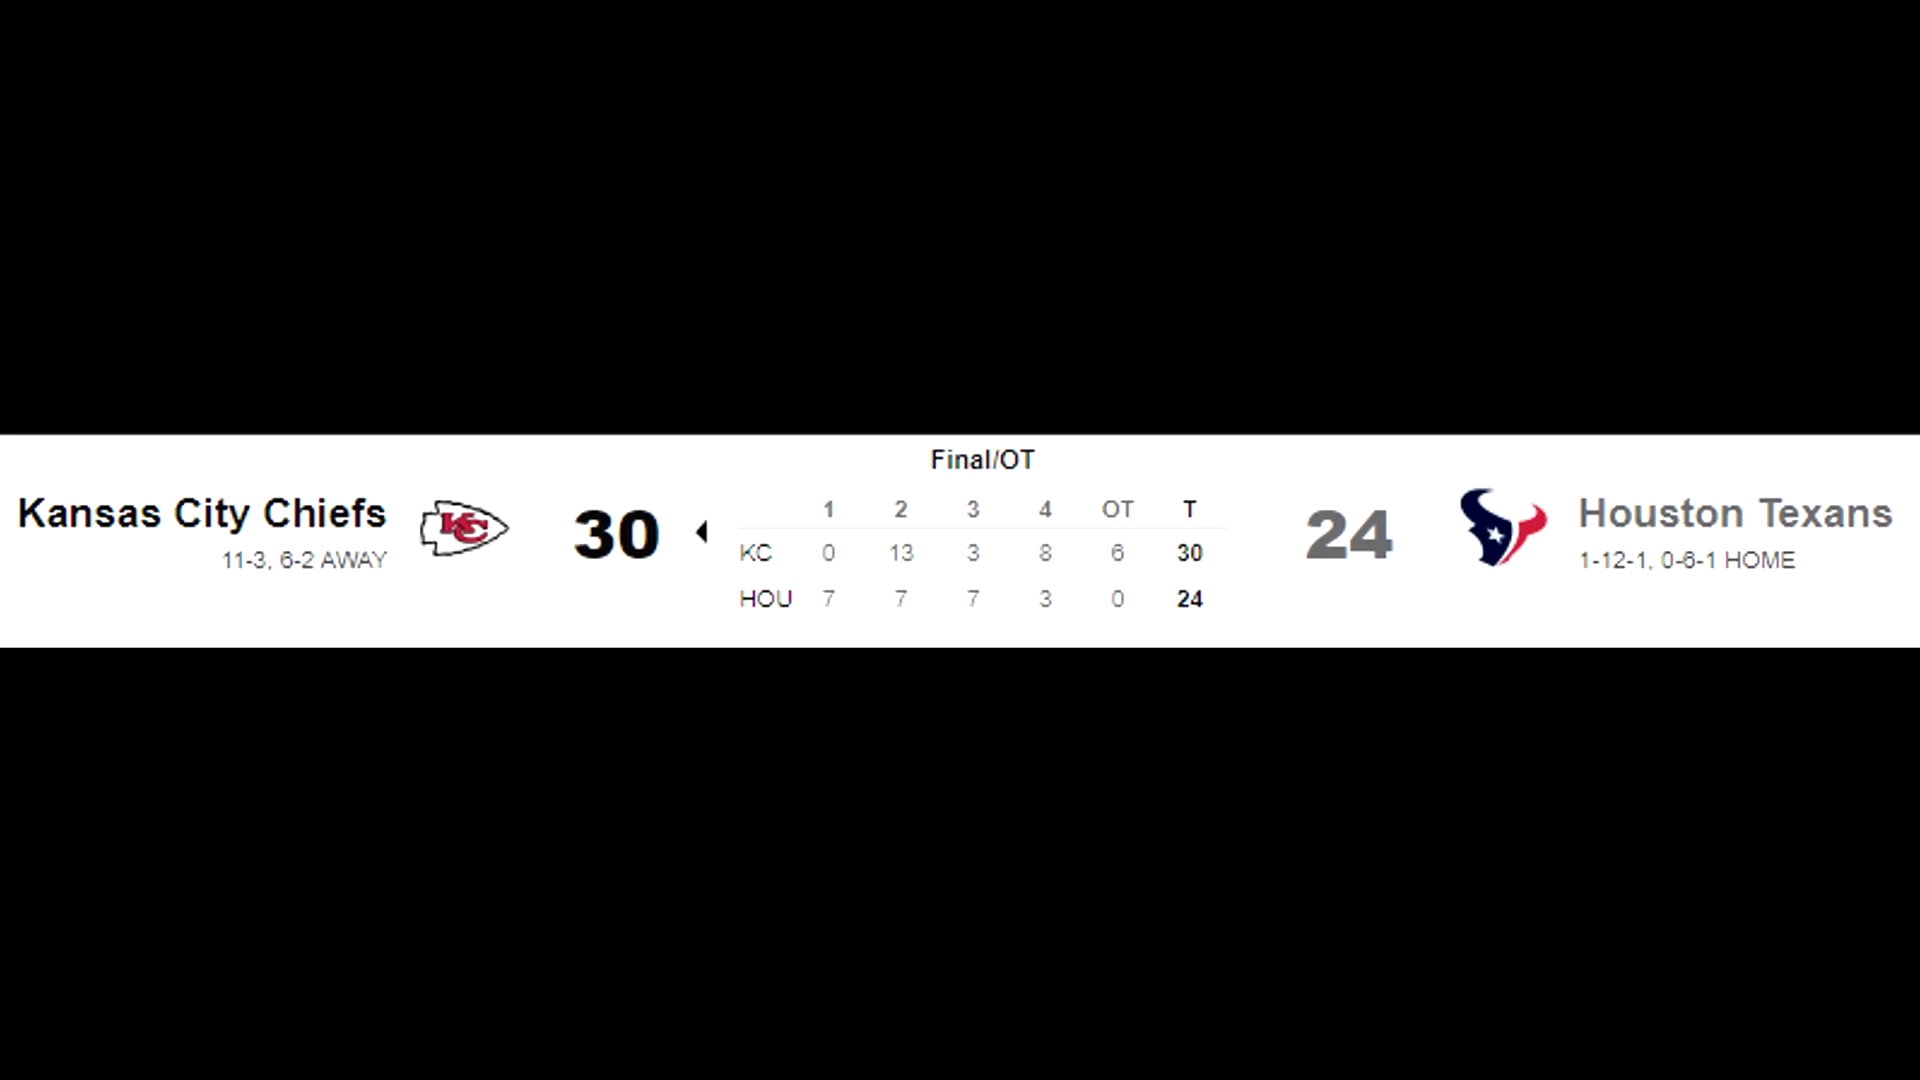 Final/OT
Kansas City Chiefs
11-3, 6-2 AWAY
KC
30
1 2 3 4 OT T
KC 0 13 3 8 6 30
HOU 7 7 7 3 0 24
24
Houston Texans
1-12-1, 0-6-1 HOME